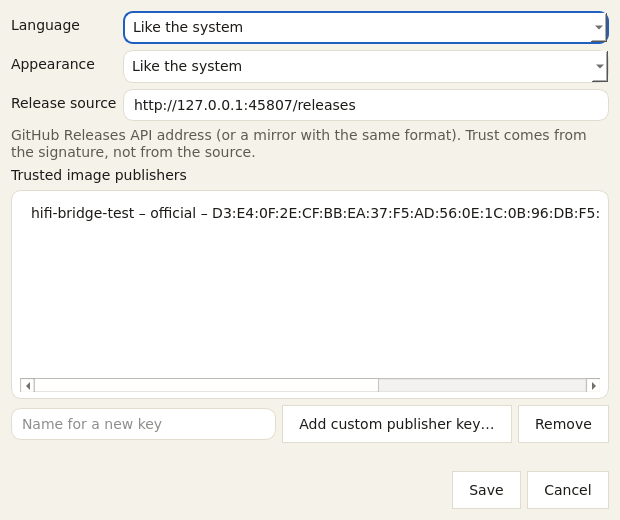 Language
Like the system
Appearance
Like the system
Release source
http://127.0.0.1:45807/releases
GitHub Releases API address (or a mirror with the same format). Trust comes from
the signature, not from the source.
Trusted image publishers
hifi-bridge-test – official – D3:E4:0F:2E:CF:BB:EA:37:F5:AD:56:0E:1C:0B:96:DB:F5:
Name for a new key
Add custom publisher key...
Remove
Save
Cancel